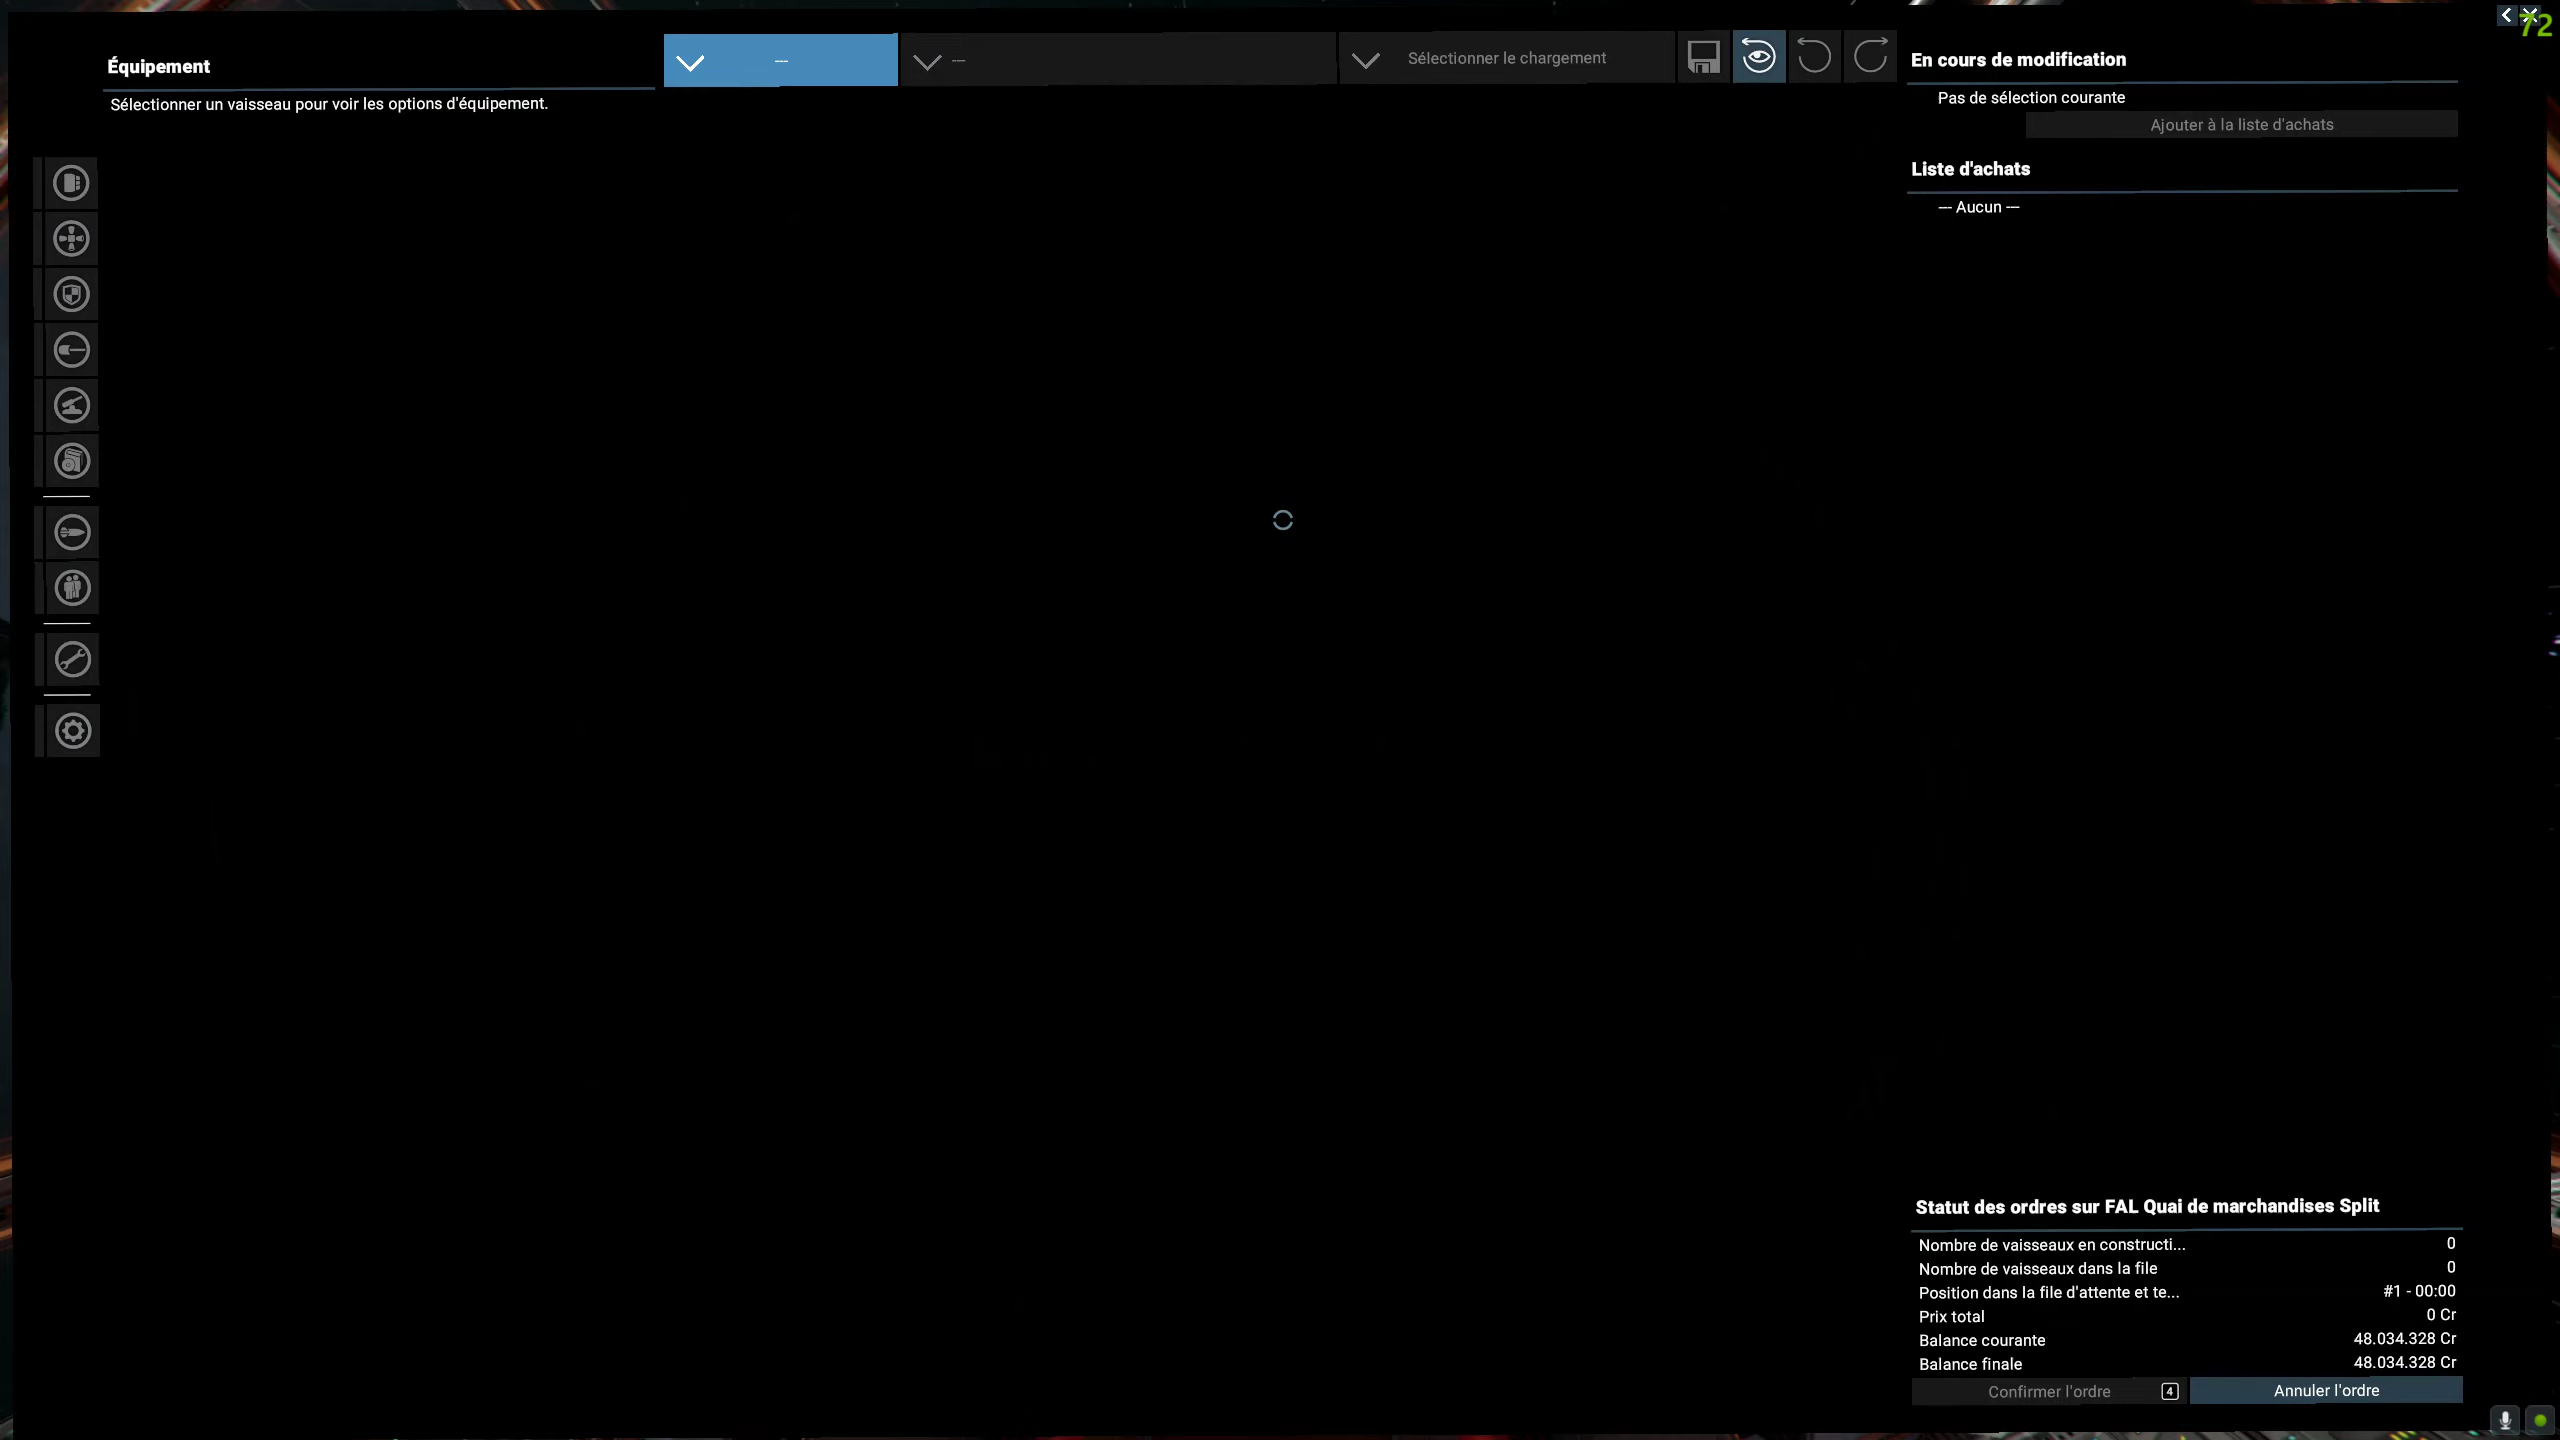 72
Équipement
Sélectionner un vaisseau pour voir les options d'équipement.
---
---
Sélectionner le chargement
En cours de modification
Pas de sélection courante
Ajouter à la liste d'achats
Liste d'achats
--- Aucun ---
Statut des ordres sur FAL Quai de marchandises Split
Nombre de vaisseaux en constructi... 0
Nombre de vaisseaux dans la file 0
Position dans la file d'attente et te... #1 - 00:00
Prix total 0 Cr
Balance courante 48.034.328 Cr
Balance finale 48.034.328 Cr
Confirmer l'ordre 4 Annuler l'ordre